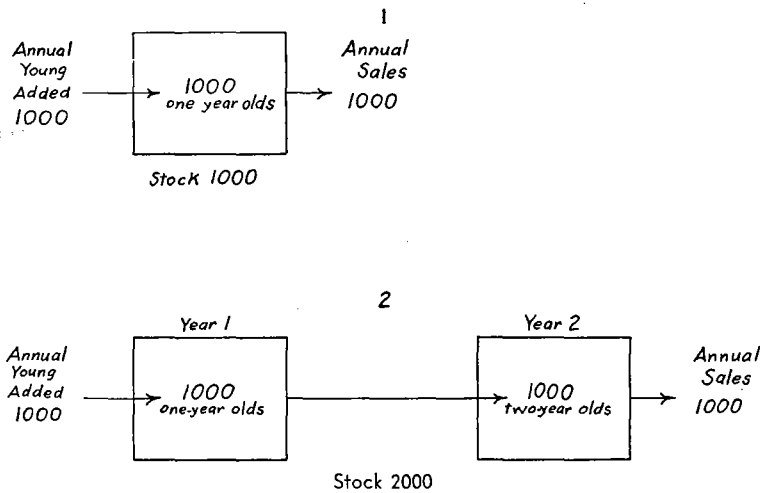 1
Annual
Young
Added
1000
1000
one year olds
Annual
Sales
1000
Stock 1000
2
Year 1
Year 2
Annual
Young
Added
1000
1000
one-year olds
1000
two-year olds
Annual
Sales
1000
Stock 2000